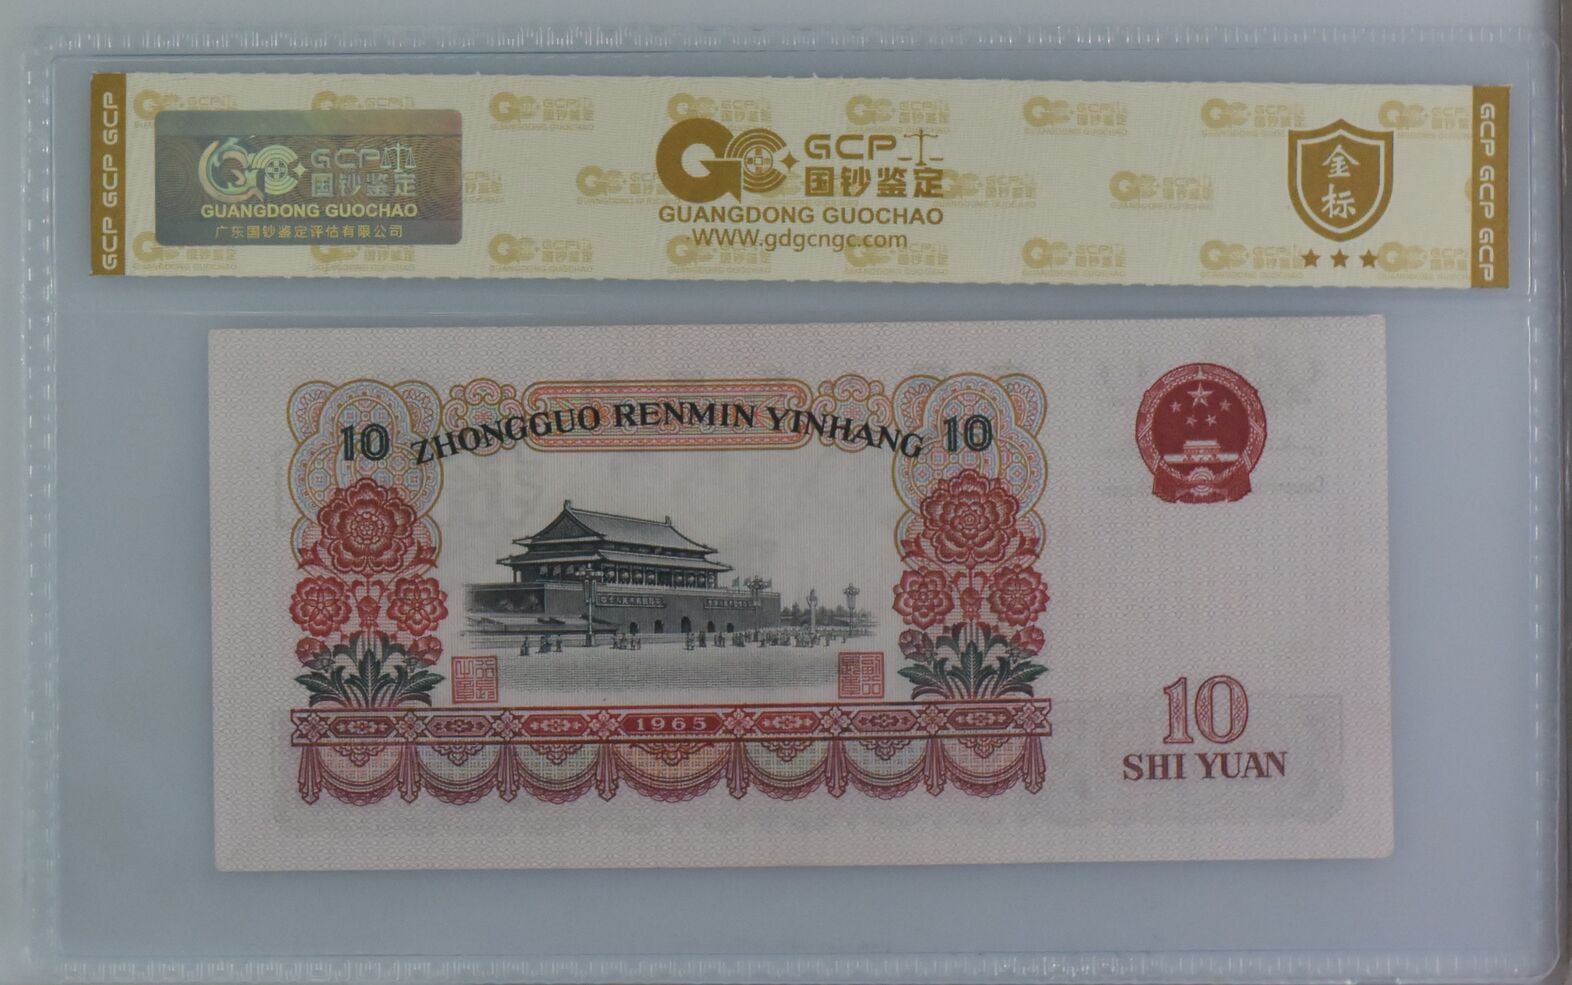 GCP GCP GCP
GCP
国钞鉴定
GUANGDONG GUOCHAO
广东国钞鉴定评估有限公司
GCP
国钞鉴定
GUANGDONG GUOCHAO
www.gdgcngc.com
金标
GCP GCP GCP
10 ZHONGGUO RENMIN YINHANG 10
1965
10
SHI YUAN